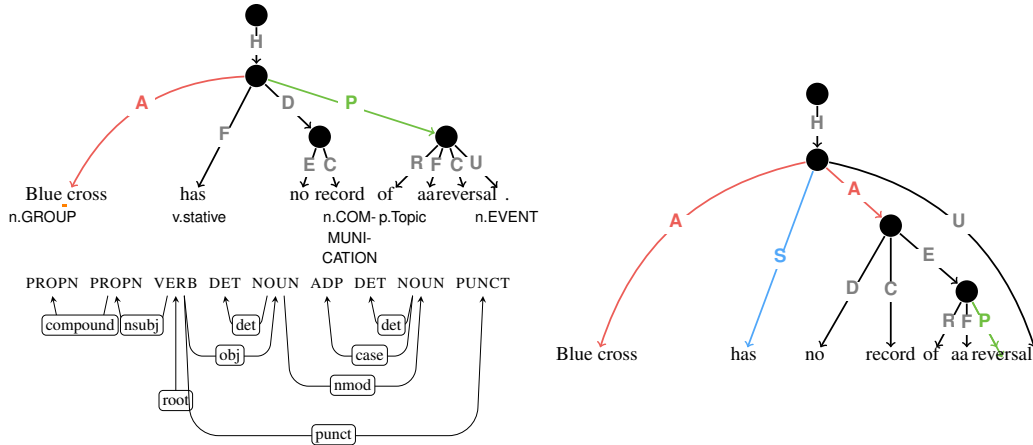 H
A
P
D
F
E C
R F C U
Blue cross has no record of aa reversal .
n.GROUP v.stative n.COM- p.Topic n.EVENT
MUNI-
CATION
PROPN PROPN VERB DET NOUN ADP DET NOUN PUNCT
compound nsubj det det
obj case
nmod
root
punct
H
A
A
U
S
E
D
C
R F P
Blue cross has no record of aa reversal